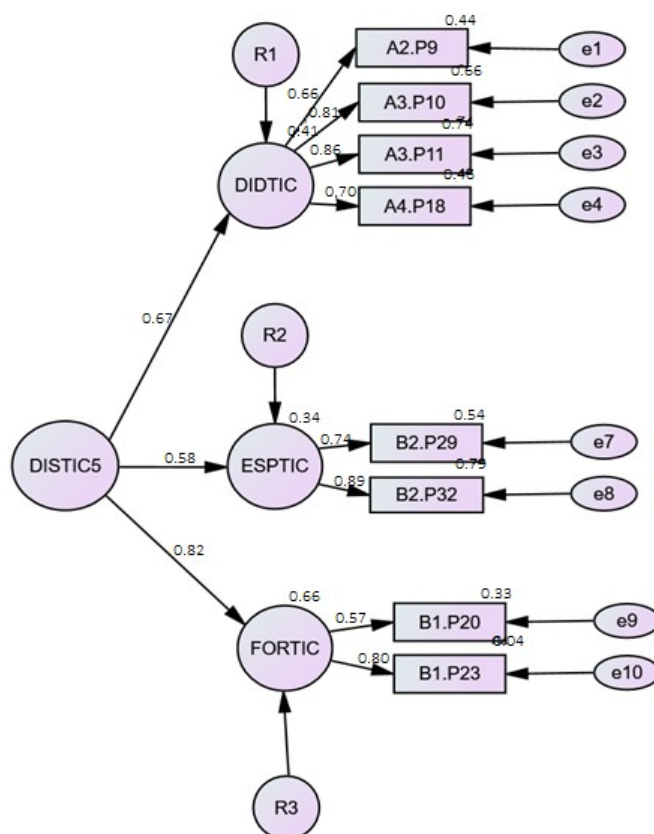 0.44
R1
A2.P9
e1
0.66
0.66
0.81
A3.P10
e2
0.41
0.74
0.86
A3.P11
e3
DIDTIC
0.70
A4.P18
e4
0.67
R2
0.34
0.54
0.74
B2.P29
e7
DISTIC5
0.58
ESPTIC
0.79
0.89
B2.P32
e8
0.82
0.66
0.33
0.57
B1.P20
e9
FORTIC
0.80
B1.P23
e10
R3